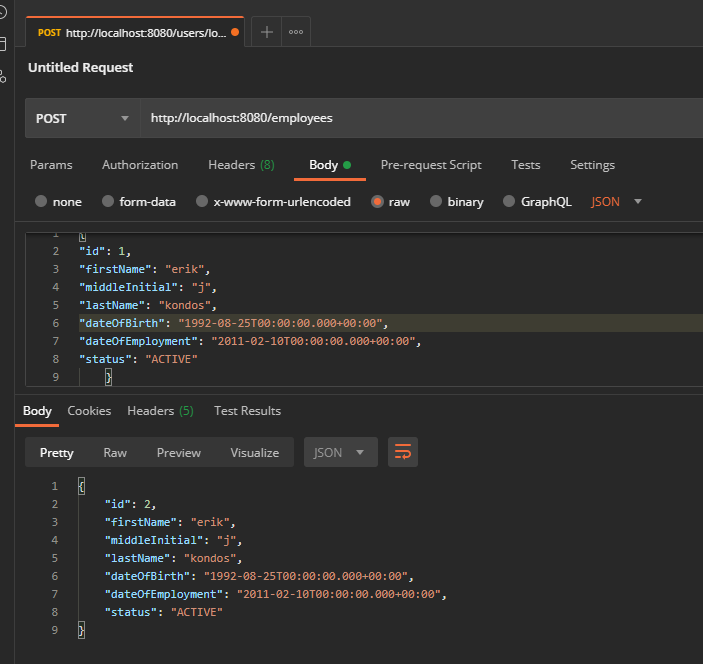 POST http://localhost:8080/users/lo...
Untitled Request
POST http://localhost:8080/employees
Params Authorization Headers (8) Body Pre-request Script Tests Settings
none form-data x-www-form-urlencoded raw binary GraphQL JSON
1 {
2 "id": 1,
3 "firstName": "erik",
4 "middleInitial": "j",
5 "lastName": "kondos",
6 "dateOfBirth": "1992-08-25T00:00:00.000+00:00",
7 "dateOfEmployment": "2011-02-10T00:00:00.000+00:00",
8 "status": "ACTIVE"
9 }
Body Cookies Headers (5) Test Results
Pretty Raw Preview Visualize JSON
1 {
2 "id": 2,
3 "firstName": "erik",
4 "middleInitial": "j",
5 "lastName": "kondos",
6 "dateOfBirth": "1992-08-25T00:00:00.000+00:00",
7 "dateOfEmployment": "2011-02-10T00:00:00.000+00:00",
8 "status": "ACTIVE"
9 }